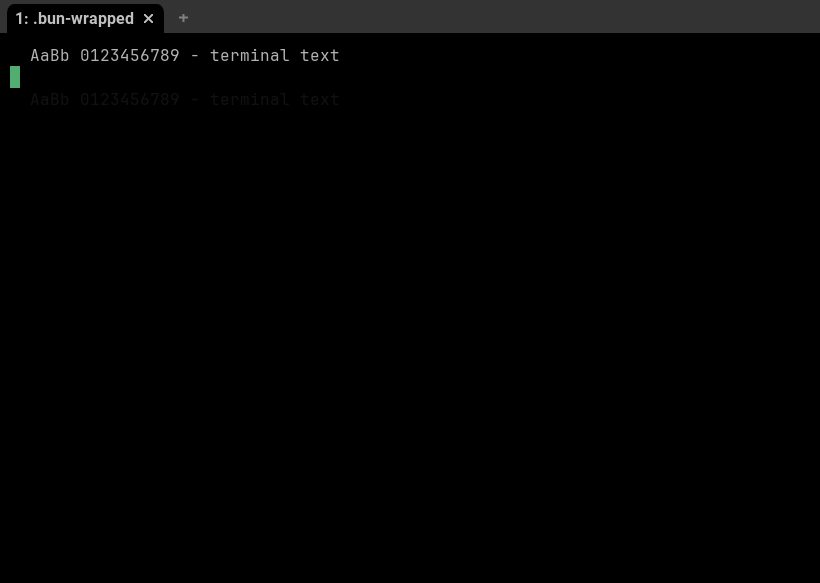 1: .bun-wrapped × +
AaBb 0123456789 - terminal text
AaBb 0123456789 - terminal text